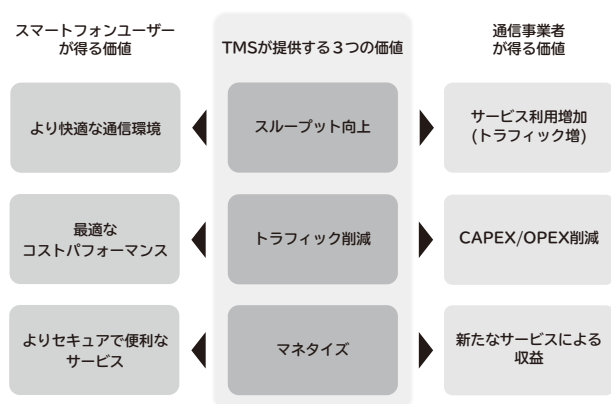 スマートフォンユーザー
が得る価値
TMSが提供する3つの価値
通信事業者
が得る価値
より快適な通信環境
スループット向上
サービス利用増加
(トラフィック増)
最適な
コストパフォーマンス
トラフィック削減
CAPEX/OPEX削減
よりセキュアで便利な
サービス
マネタイズ
新たなサービスによる
収益